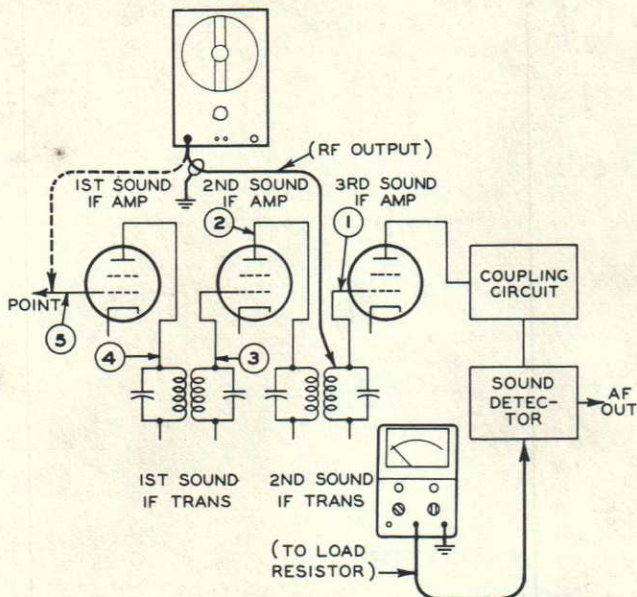 (RF OUTPUT)
1ST SOUND
IF AMP
2ND SOUND
IF AMP
3RD SOUND
IF AMP
2
1
COUPLING
CIRCUIT
POINT
5
4
3
SOUND
DETEC-
TOR
AF
OUT
1ST SOUND
IF TRANS
2ND SOUND
IF TRANS
(TO LOAD
RESISTOR)